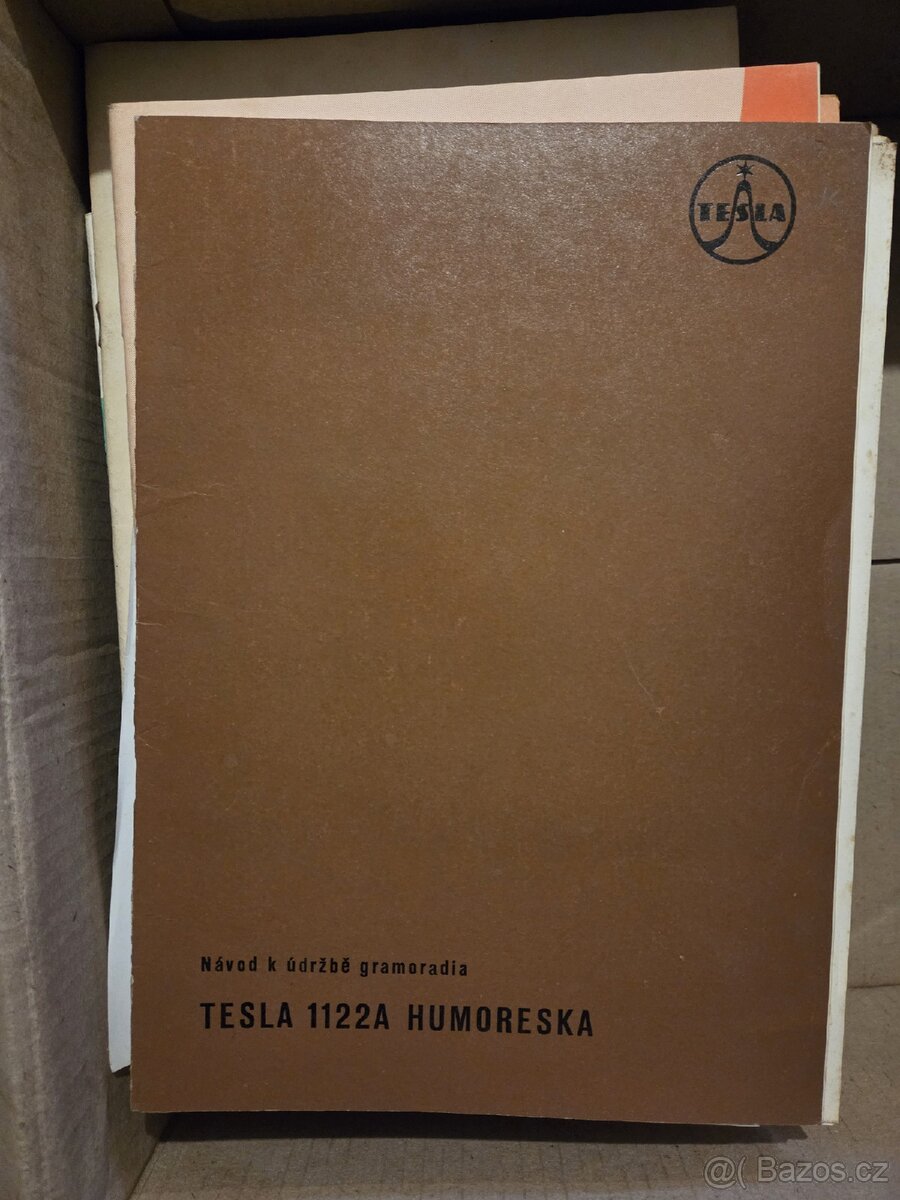 TESLA
Návod k údržbě gramoradia
TESLA 1122A HUMORESKA
@( Bazos.cz